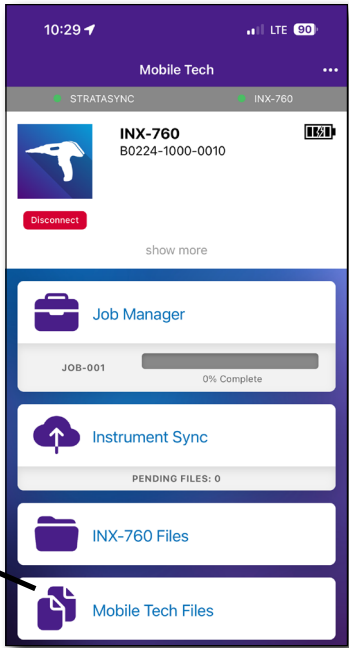 10:29 LTE 90
Mobile Tech
STRATASYNC INX-760
INX-760
B0224-1000-0010
Disconnect
show more
Job Manager
JOB-001
0% Complete
Instrument Sync
PENDING FILES: 0
INX-760 Files
Mobile Tech Files